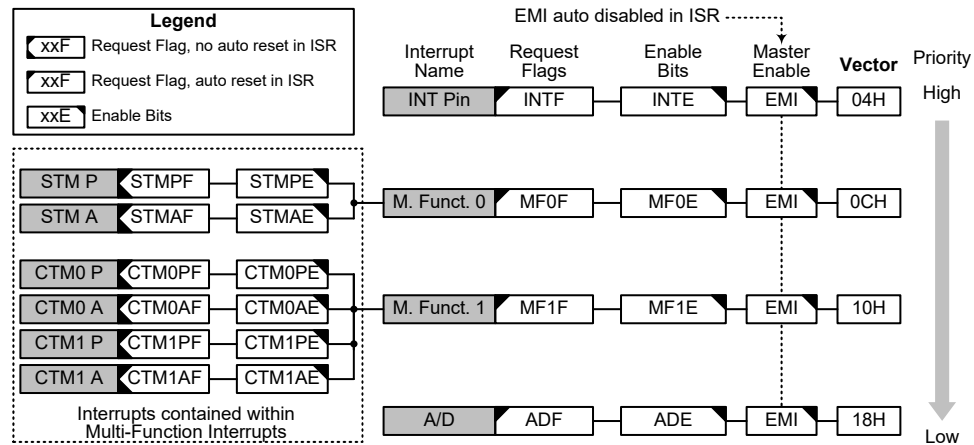 Legend
xxF Request Flag, no auto reset in ISR
xxF Request Flag, auto reset in ISR
xxE Enable Bits
EMI auto disabled in ISR
Interrupt Name Request Flags Enable Bits Master Enable Vector Priority
INT Pin INTF INTE EMI 04H High
STM P STMPF STMPE
STM A STMAF STMAE
M. Funct. 0 MF0F MF0E EMI 0CH
CTM0 P CTM0PF CTM0PE
CTM0 A CTM0AF CTM0AE
CTM1 P CTM1PF CTM1PE
CTM1 A CTM1AF CTM1AE
M. Funct. 1 MF1F MF1E EMI 10H
Interrupts contained within
Multi-Function Interrupts
A/D ADF ADE EMI 18H
Low